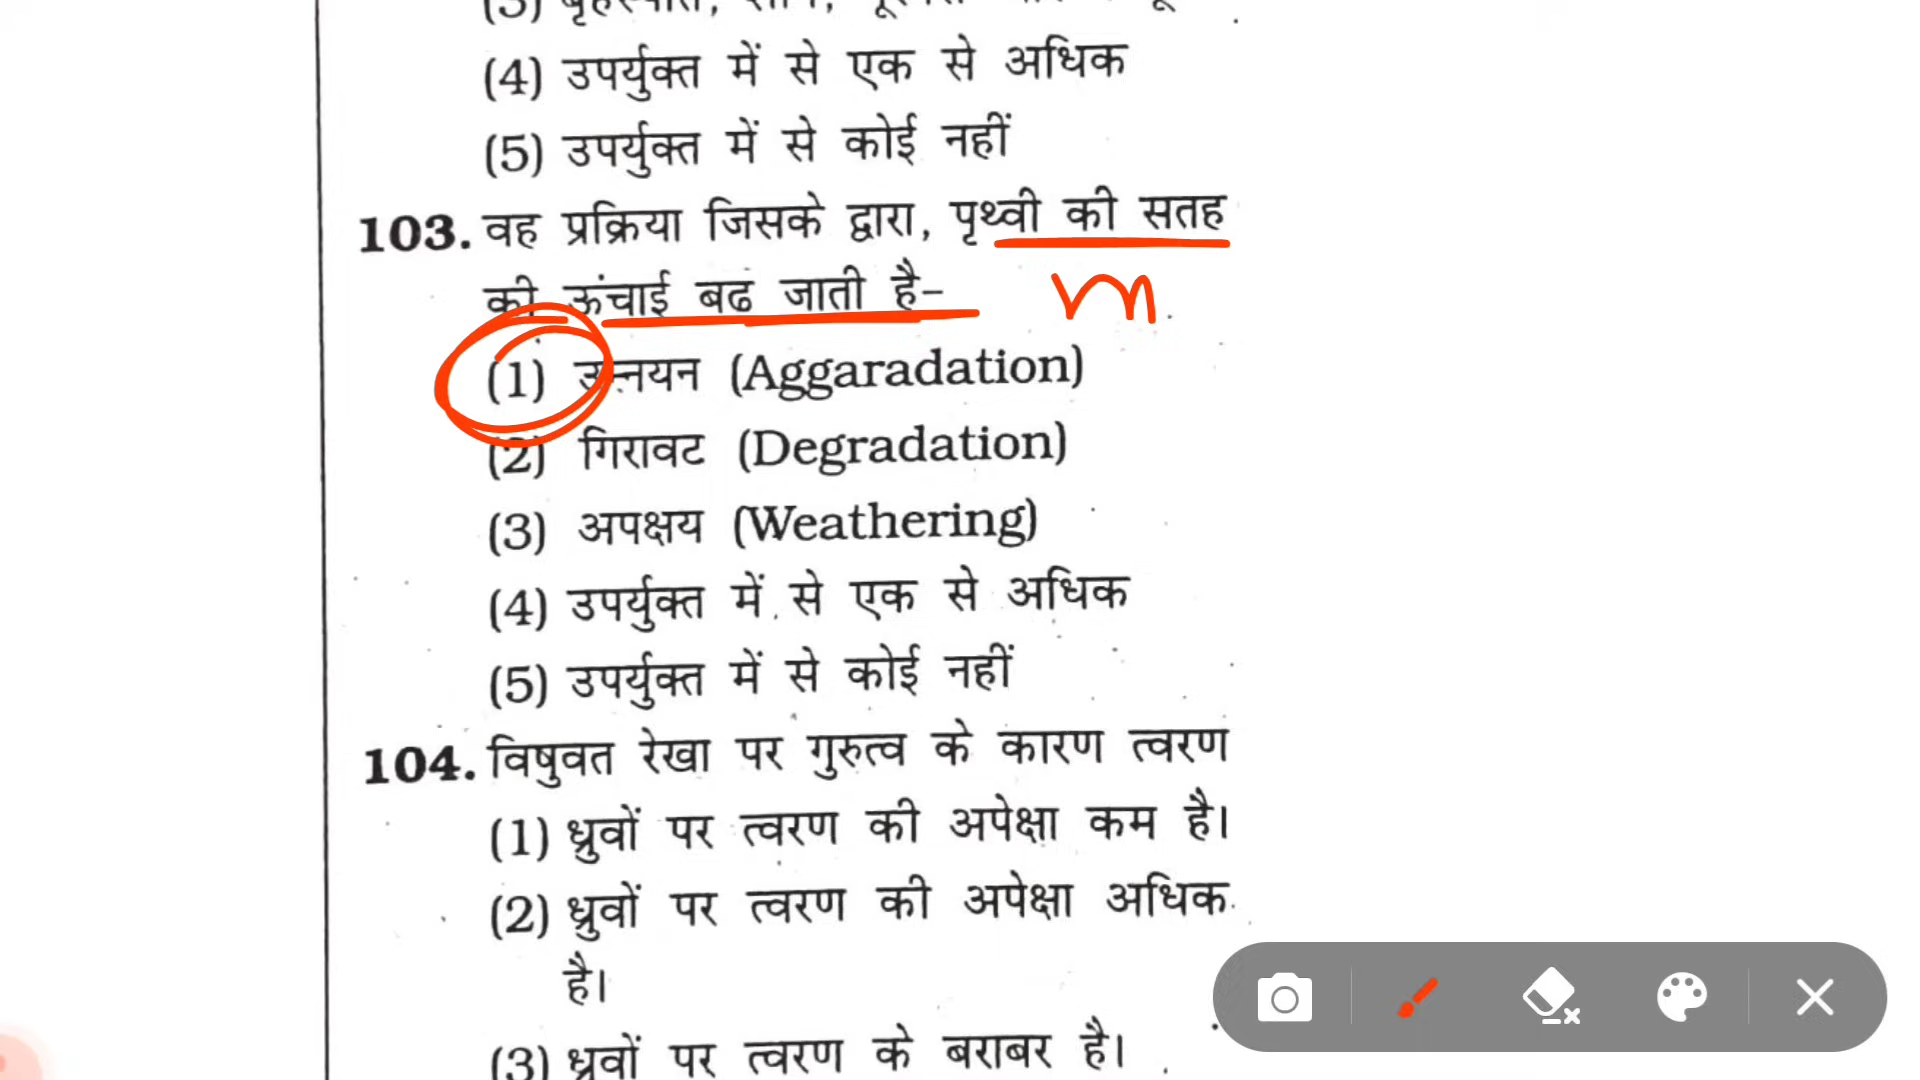 (4) उपर्युक्त में से एक से अधिक
(5) उपर्युक्त में से कोई नहीं
103. वह प्रक्रिया जिसके द्वारा, पृथ्वी की सतह
की ऊंचाई बढ जाती है-
(1) उन्नयन (Aggaradation)
(2) गिरावट (Degradation)
(3) अपक्षय (Weathering)
(4) उपर्युक्त में से एक से अधिक
(5) उपर्युक्त में से कोई नहीं
104. विषुवत रेखा पर गुरुत्व के कारण त्वरण
(1) ध्रुवों पर त्वरण की अपेक्षा कम है।
(2) ध्रुवों पर त्वरण की अपेक्षा अधिक
है।
(3) ध्रुवों पर त्वरण के बराबर है।